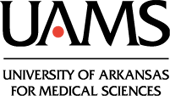 UAMS
UNIVERSITY OF ARKANSAS
FOR MEDICAL SCIENCES